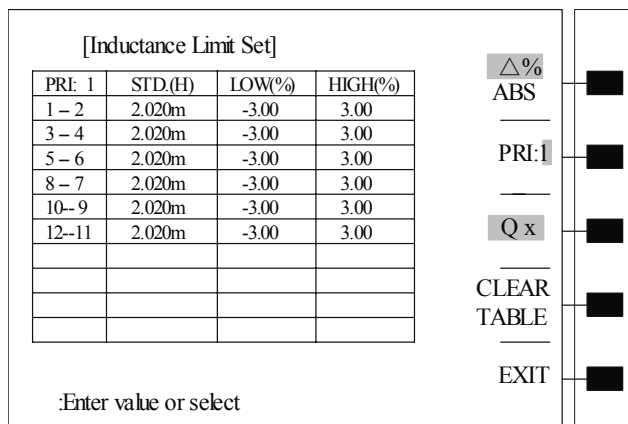 [Inductance Limit Set]
PRI: 1 STD.(H) LOW(%) HIGH(%)
1 – 2 2.020m -3.00 3.00
3 – 4 2.020m -3.00 3.00
5 – 6 2.020m -3.00 3.00
8 – 7 2.020m -3.00 3.00
10-- 9 2.020m -3.00 3.00
12--11 2.020m -3.00 3.00
:Enter value or select
△%
ABS
PRI:1
Q x
CLEAR
TABLE
EXIT